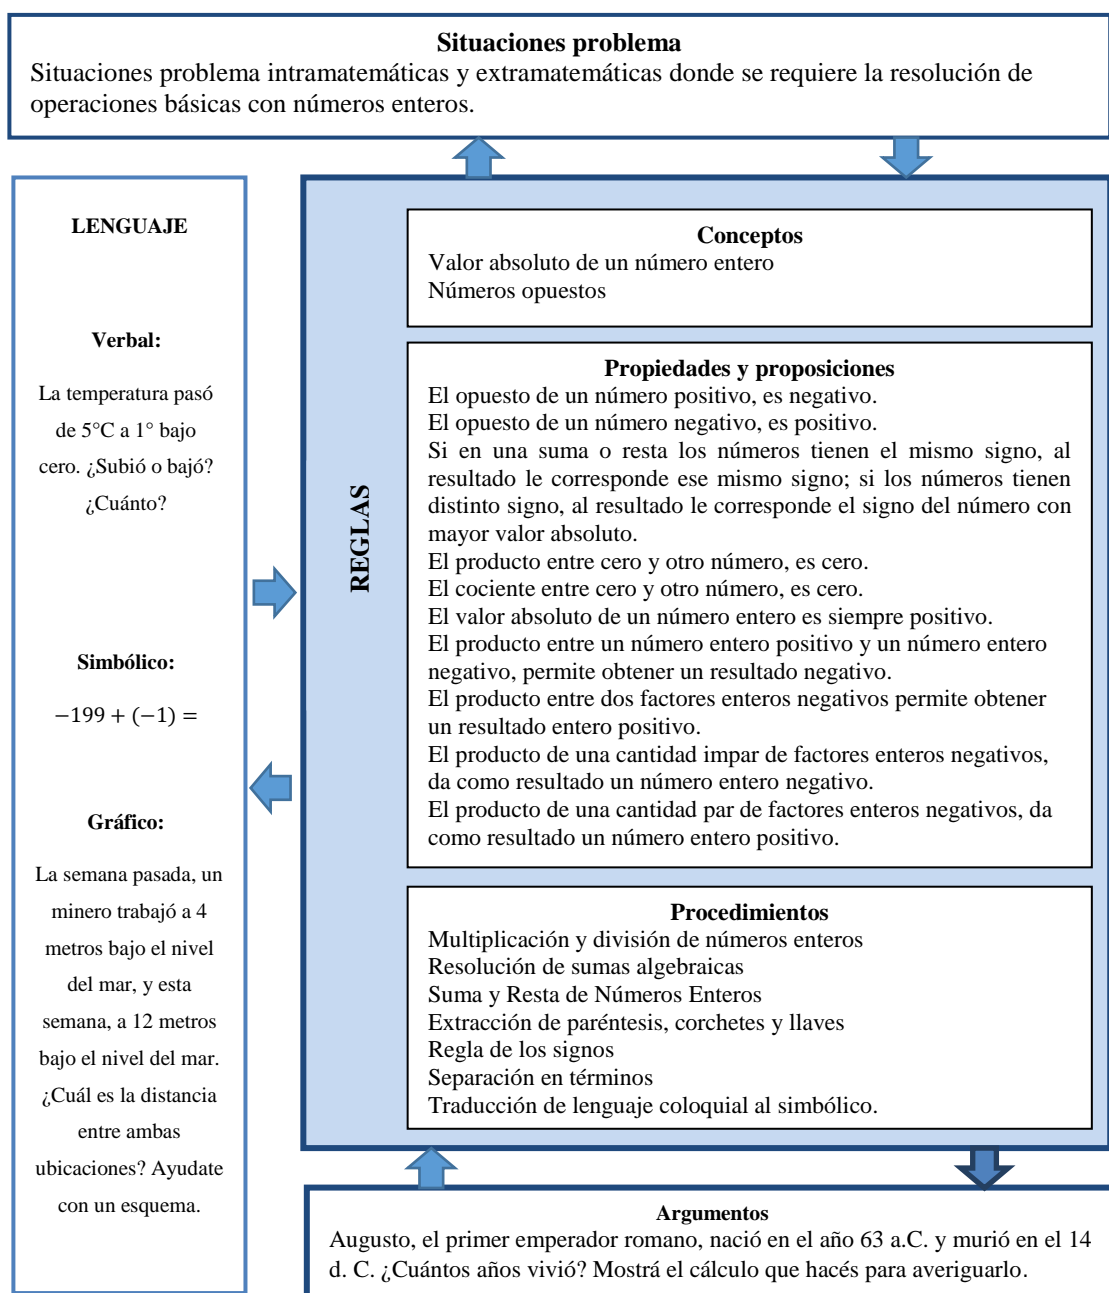 Situaciones problema
Situaciones problema intramatemáticas y extramatemáticas donde se requiere la resolución de
operaciones básicas con números enteros.
LENGUAJE
Verbal:
La temperatura pasó
de 5°C a 1° bajo
cero. ¿Subió o bajó?
¿Cuánto?
Simbólico:
−199 + (−1) =
Gráfico:
La semana pasada, un
minero trabajó a 4
metros bajo el nivel
del mar, y esta
semana, a 12 metros
bajo el nivel del mar.
¿Cuál es la distancia
entre ambas
ubicaciones? Ayudate
con un esquema.
REGLAS
Conceptos
Valor absoluto de un número entero
Números opuestos
Propiedades y proposiciones
El opuesto de un número positivo, es negativo.
El opuesto de un número negativo, es positivo.
Si en una suma o resta los números tienen el mismo signo, al
resultado le corresponde ese mismo signo; si los números tienen
distinto signo, al resultado le corresponde el signo del número con
mayor valor absoluto.
El producto entre cero y otro número, es cero.
El cociente entre cero y otro número, es cero.
El valor absoluto de un número entero es siempre positivo.
El producto entre un número entero positivo y un número entero
negativo, permite obtener un resultado negativo.
El producto entre dos factores enteros negativos permite obtener
un resultado entero positivo.
El producto de una cantidad impar de factores enteros negativos,
da como resultado un número entero negativo.
El producto de una cantidad par de factores enteros negativos, da
como resultado un número entero positivo.
Procedimientos
Multiplicación y división de números enteros
Resolución de sumas algebraicas
Suma y Resta de Números Enteros
Extracción de paréntesis, corchetes y llaves
Regla de los signos
Separación en términos
Traducción de lenguaje coloquial al simbólico.
Argumentos
Augusto, el primer emperador romano, nació en el año 63 a.C. y murió en el 14
d. C. ¿Cuántos años vivió? Mostrá el cálculo que hacés para averiguarlo.